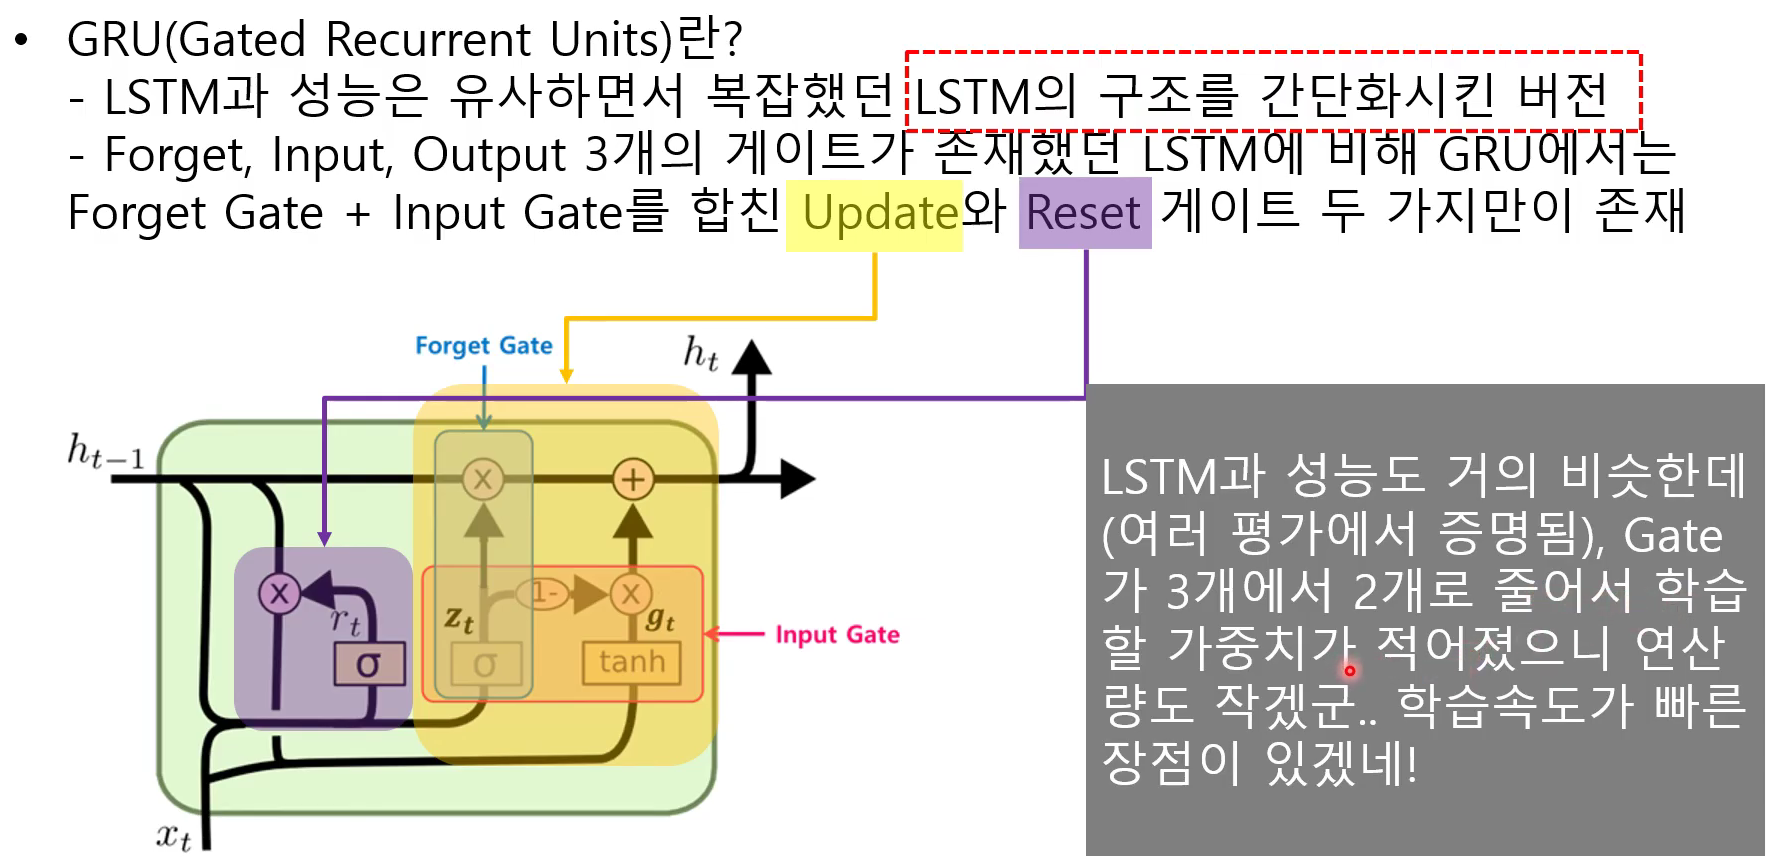 • GRU(Gated Recurrent Units)란?
- LSTM과 성능은 유사하면서 복잡했던 LSTM의 구조를 간단화시킨 버전
- Forget, Input, Output 3개의 게이트가 존재했던 LSTM에 비해 GRU에서는
Forget Gate + Input Gate를 합친 Update와 Reset 게이트 두 가지만이 존재
Forget Gate
h_t
h_{t-1}
x
+
x
r_t
σ
z_t
σ
1-
x
g_t
tanh
Input Gate
x_t
LSTM과 성능도 거의 비슷한데
(여러 평가에서 증명됨), Gate
가 3개에서 2개로 줄어서 학습
할 가중치가 적어졌으니 연산
량도 작겠군.. 학습속도가 빠른
장점이 있겠네!